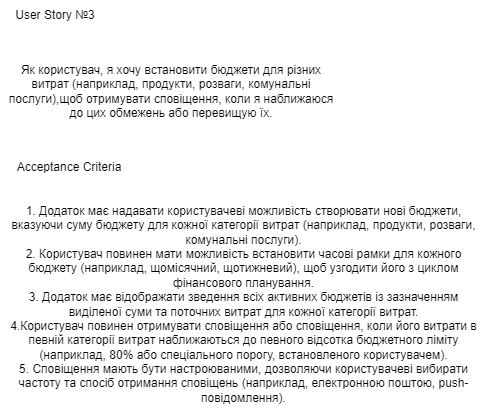 User Story №3
Як користувач, я хочу встановити бюджети для різних
витрат (наприклад, продукти, розваги, комунальні
послуги),щоб отримувати сповіщення, коли я наближаюся
до цих обмежень або перевищую їх.
Acceptance Criteria
1. Додаток має надавати користувачеві можливість створювати нові бюджети,
вказуючи суму бюджету для кожної категорії витрат (наприклад, продукти, розваги,
комунальні послуги).
2. Користувач повинен мати можливість встановити часові рамки для кожного
бюджету (наприклад, щомісячний, щотижневий), щоб узгодити його з циклом
фінансового планування.
3. Додаток має відображати зведення всіх активних бюджетів із зазначенням
виділеної суми та поточних витрат для кожної категорії витрат.
4.Користувач повинен отримувати сповіщення або сповіщення, коли його витрати в
певній категорії витрат наближаються до певного відсотка бюджетного ліміту
(наприклад, 80% або спеціального порогу, встановленого користувачем).
5. Сповіщення мають бути настроюваними, дозволяючи користувачеві вибирати
частоту та спосіб отримання сповіщень (наприклад, електронною поштою, push-
повідомлення).